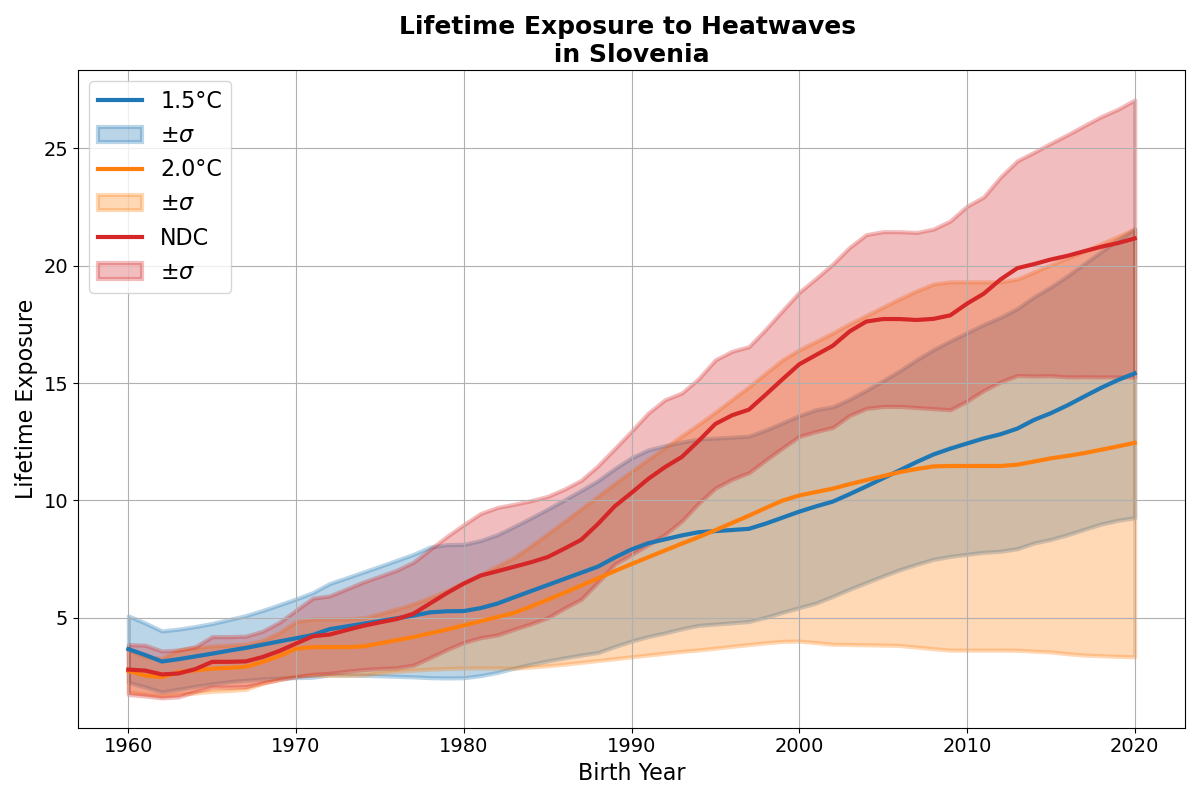 Lifetime Exposure to Heatwaves
in Slovenia
1.5°C
±σ
2.0°C
±σ
NDC
±σ
25
20
15
10
5
Lifetime Exposure
1960
1970
1980
1990
2000
2010
2020
Birth Year